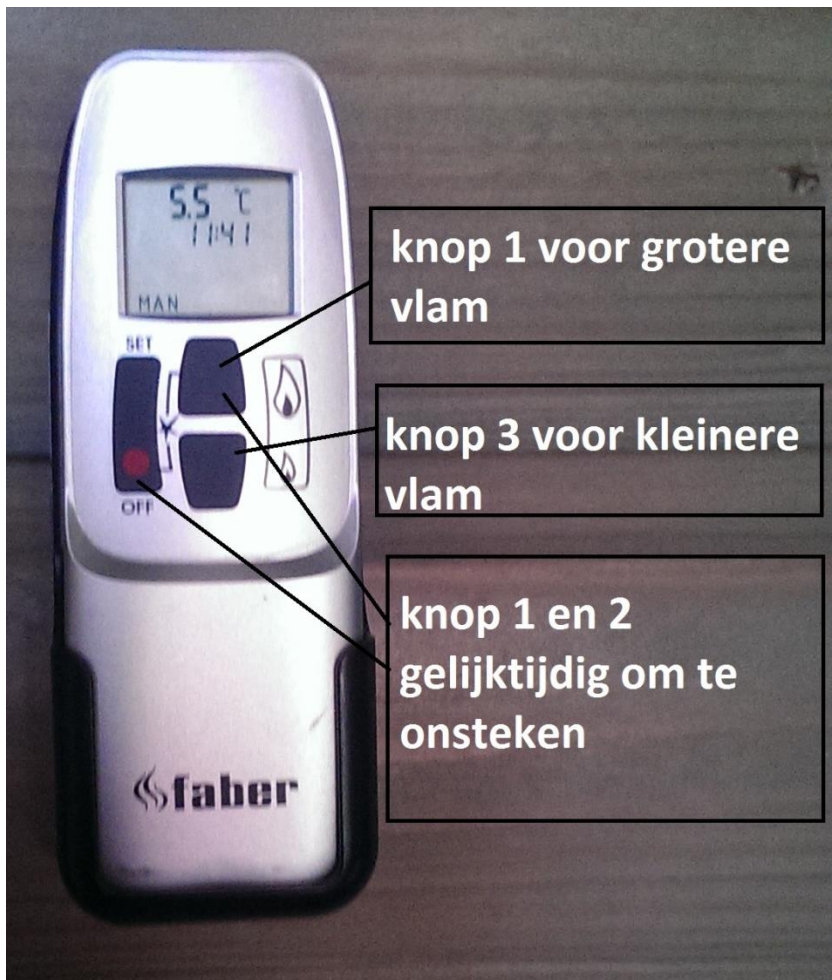 5.5 °C
11:41
MAN
SET
OFF
faber
knop 1 voor grotere
vlam
knop 3 voor kleinere
vlam
knop 1 en 2
gelijktijdig om te
onsteken